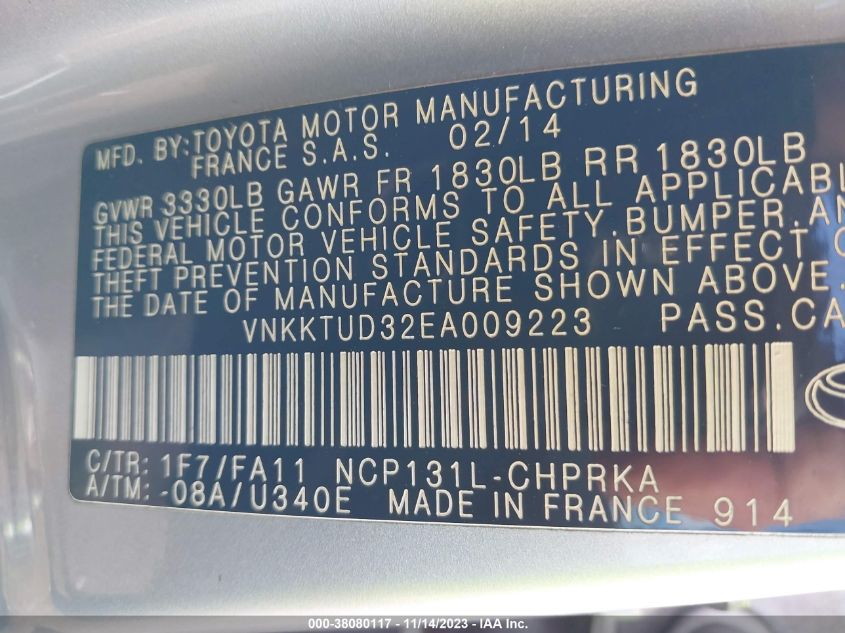 MFD. BY:TOYOTA MOTOR MANUFACTURING
FRANCE S.A.S. 02/14
GVWR 3330LB GAWR FR 1830LB RR 1830LB
THIS VEHICLE CONFORMS TO ALL APPLICABL
FEDERAL MOTOR VEHICLE SAFETY.BUMPER.AN
THEFT PREVENTION STANDARDS IN EFFECT O
THE DATE OF MANUFACTURE SHOWN ABOVE.
VNKKTUD32EA009223 PASS.CA
C/TR: 1F7/FA11 NCP131L-CHPRKA
A/TM: -08A/U340E MADE IN FRANCE 914
000-38080117 - 11/14/2023 - IAA Inc.